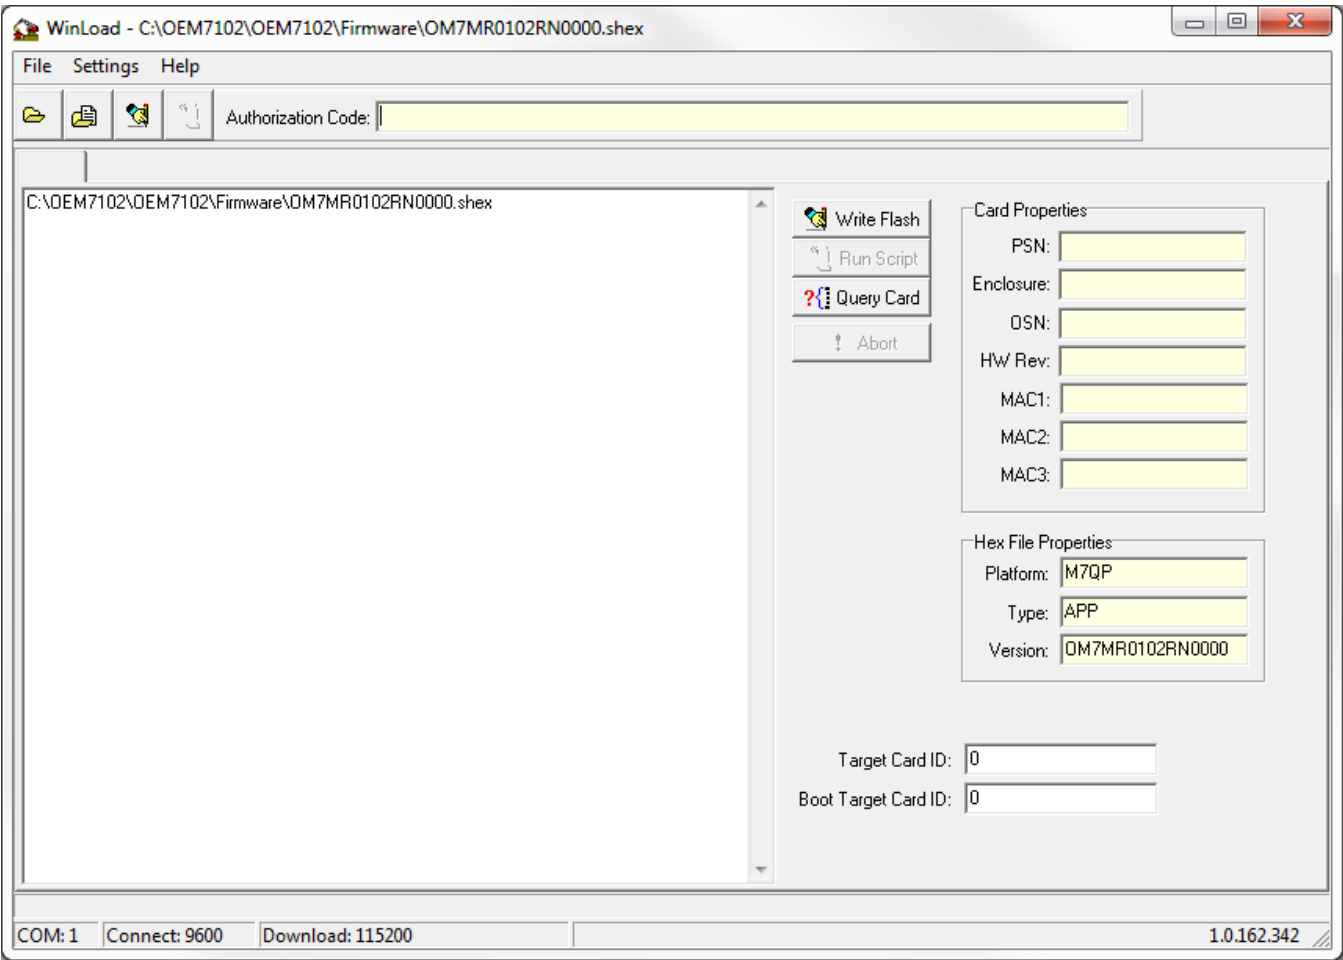 WinLoad - C:\OEM7102\OEM7102\Firmware\OM7MR0102RN0000.shex
File Settings Help
Authorization Code:
C:\OEM7102\OEM7102\Firmware\OM7MR0102RN0000.shex
Write Flash
Run Script
?{ Query Card
! Abort
Card Properties
PSN:
Enclosure:
OSN:
HW Rev:
MAC1:
MAC2:
MAC3:
Hex File Properties
Platform: M7QP
Type: APP
Version: OM7MR0102RN0000
Target Card ID: 0
Boot Target Card ID: 0
COM: 1 Connect: 9600 Download: 115200 1.0.162.342